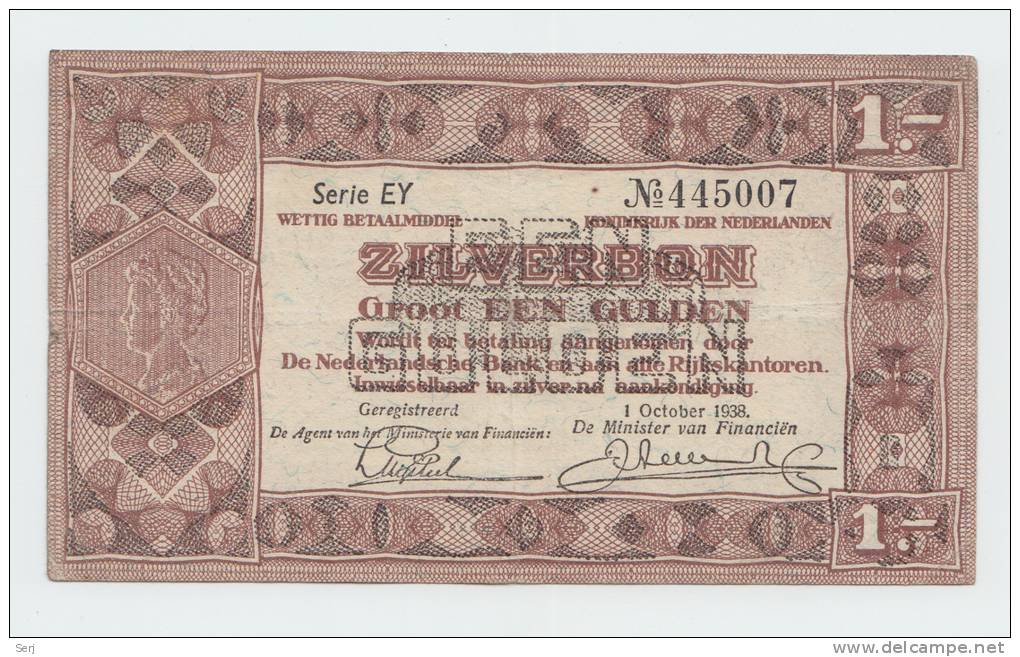 1.-
Serie EY
№445007
WETTIG BETAALMIDDEL
KONINKRIJK DER NEDERLANDEN
EEN
GULDEN
ZILVERBON
Groot EEN GULDEN
Wordt ter betaling aangenomen door
De Nederlandsche Bank en aan alle Rijkskantoren.
Inwisselbaar in zilver na aankondiging.
Geregistreerd
1 October 1938.
De Agent van het Ministerie van Financiën:
De Minister van Financiën
1.-
Serj
www.delcampe.net